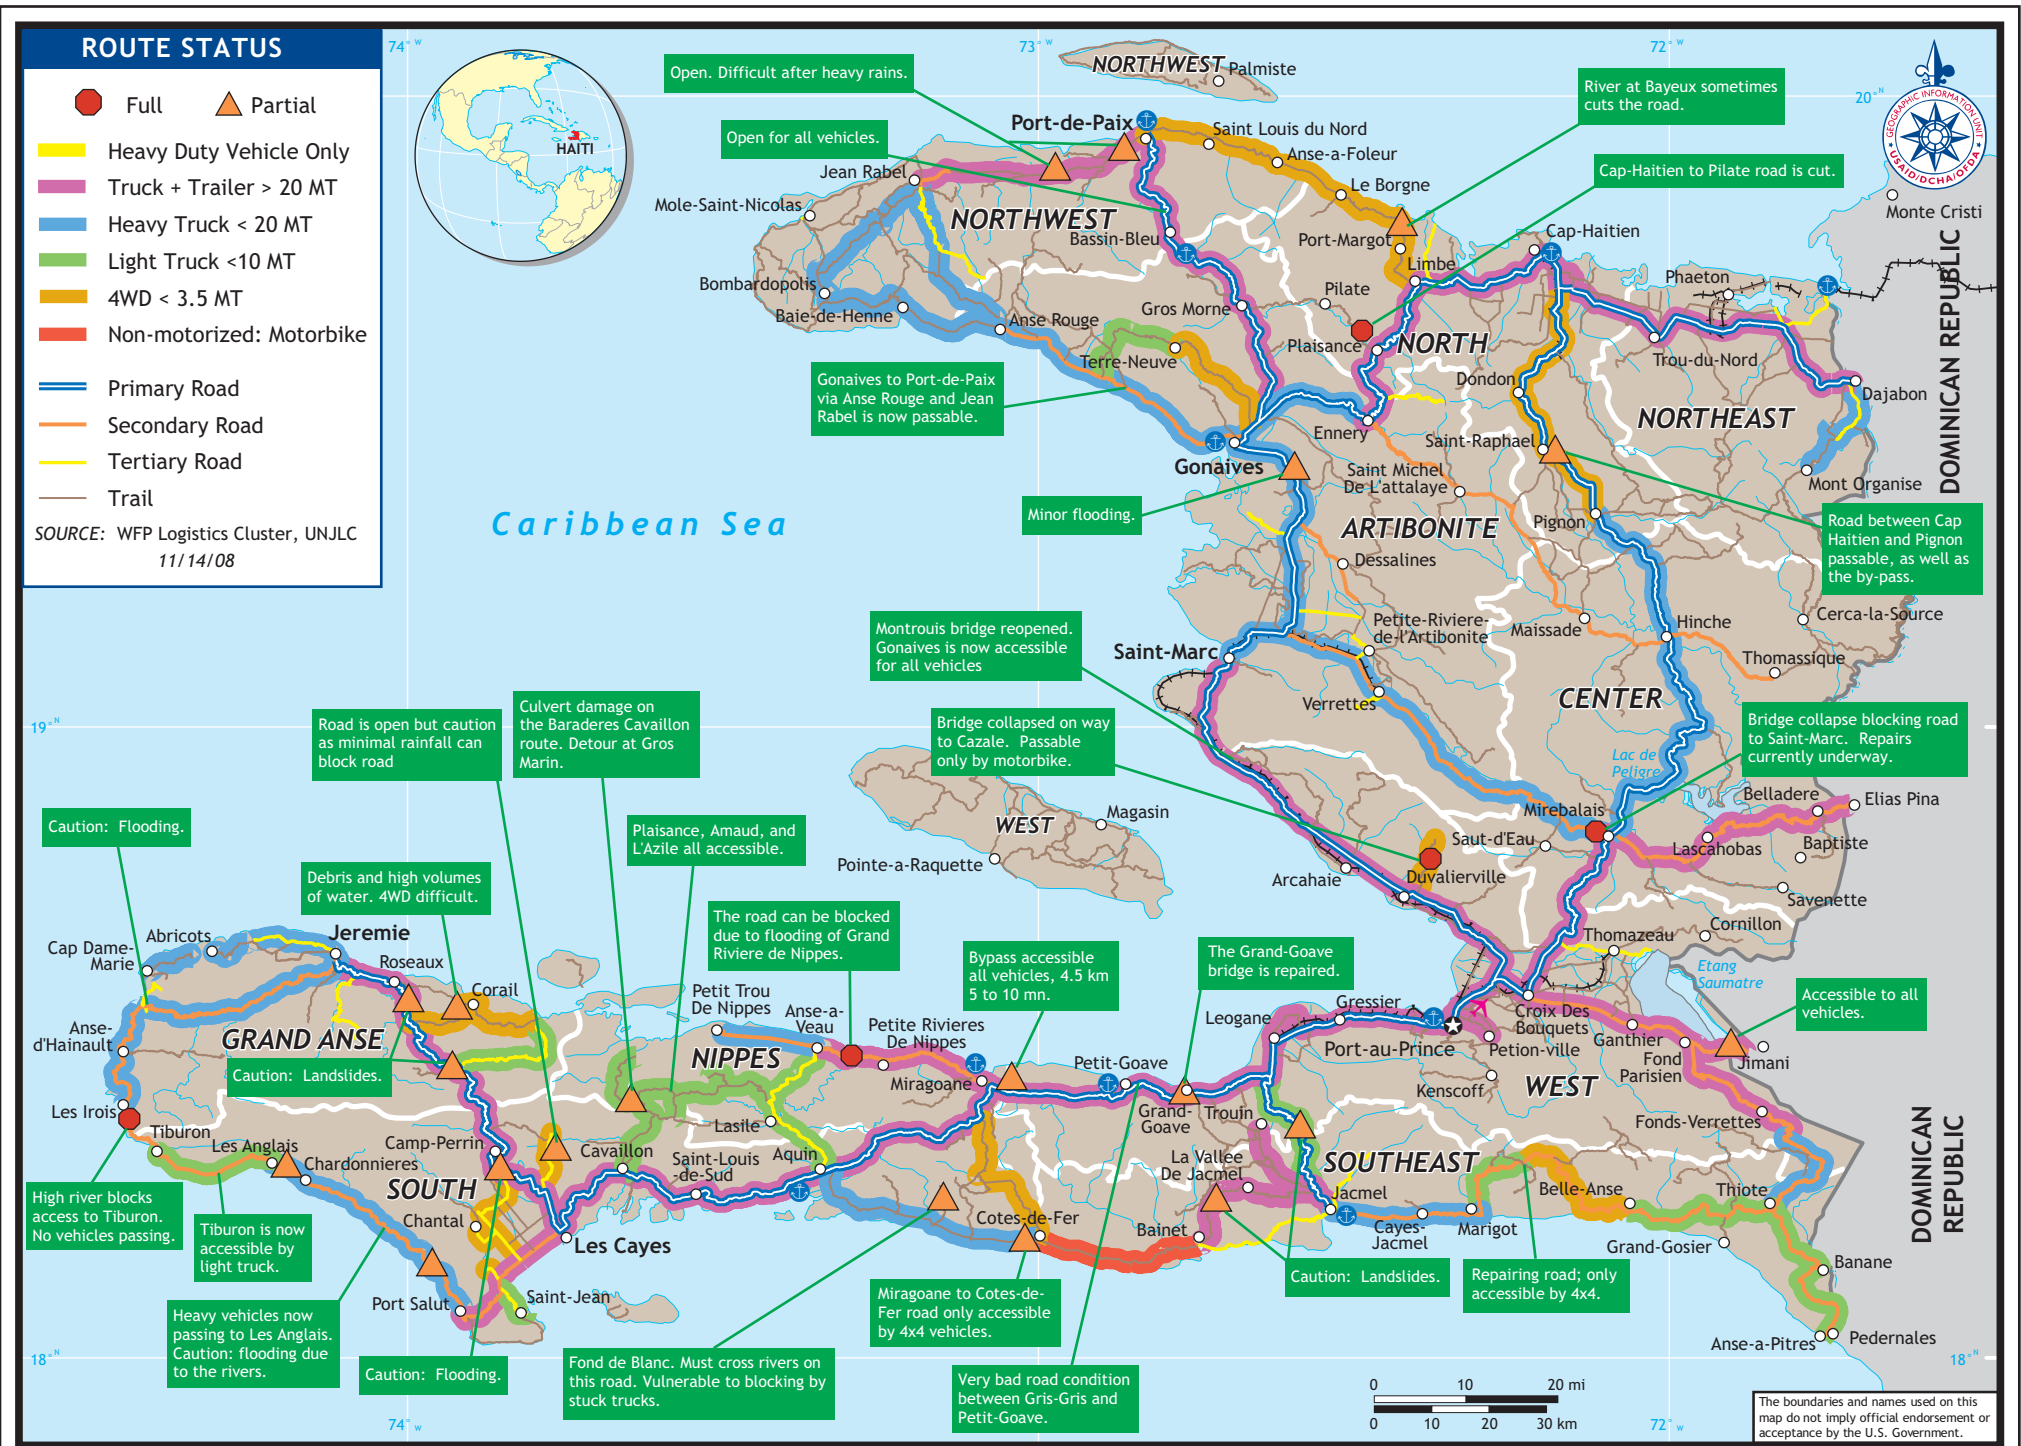 ROUTE STATUS
Full
Partial
Heavy Duty Vehicle Only
Truck + Trailer > 20 MT
Heavy Truck < 20 MT
Light Truck <10 MT
4WD < 3.5 MT
Non-motorized: Motorbike
Primary Road
Secondary Road
Tertiary Road
Trail
SOURCE: WFP Logistics Cluster, UNJLC
11/14/08
HAITI
74° W
73° W
72° W
20° N
GEOGRAPHIC INFORMATION UNIT
USAID/DCHA/OFDA
NORTHWEST
Palmiste
Open. Difficult after heavy rains.
Open for all vehicles.
River at Bayeux sometimes
cuts the road.
Cap-Haitien to Pilate road is cut.
Port-de-Paix
Saint Louis du Nord
Anse-a-Foleur
Le Borgne
Jean Rabel
Mole-Saint-Nicolas
NORTHWEST
Bassin-Bleu
Port-Margot
Limbe
Cap-Haitien
Monte Cristi
Phaeton
Bombardopolis
Baie-de-Henne
Anse Rouge
Gros Morne
Pilate
Plaisance
NORTH
Terre-Neuve
Trou-du-Nord
Dondon
Dajabon
NORTHEAST
DOMINICAN REPUBLIC
Gonaives to Port-de-Paix
via Anse Rouge and Jean
Rabel is now passable.
Ennery
Saint-Raphael
Gonaives
Saint Michel
De L'attalaye
Mont Organise
Caribbean Sea
Minor flooding.
ARTIBONITE
Pignon
Road between Cap
Haitien and Pignon
passable, as well as
the by-pass.
Dessalines
Petite-Riviere-
de-l'Artibonite
Maissade
Hinche
Cerca-la-Source
Thomassique
Montrouis bridge reopened.
Gonaives is now accessible
for all vehicles
Saint-Marc
Verrettes
CENTER
19° N
Bridge collapsed on way
to Cazale. Passable
only by motorbike.
Bridge collapse blocking road
to Saint-Marc. Repairs
currently underway.
Lac de
Peligre
Mirebalais
Belladere
Elias Pina
Saut-d'Eau
Lascahobas
Baptiste
Savenette
WEST
Magasin
Pointe-a-Raquette
Arcahaie
Duvalierville
Cornillon
Thomazeau
Etang
Saumatre
Road is open but caution
as minimal rainfall can
block road
Culvert damage on
the Baraderes Cavaillon
route. Detour at Gros
Marin.
Caution: Flooding.
Plaisance, Arnaud, and
L'Azile all accessible.
Debris and high volumes
of water. 4WD difficult.
The road can be blocked
due to flooding of Grand
Riviere de Nippes.
Bypass accessible
all vehicles, 4.5 km
5 to 10 mn.
The Grand-Goave
bridge is repaired.
Accessible to all
vehicles.
Cap Dame-
Marie
Abricots
Jeremie
Roseaux
Corail
Petit Trou
De Nippes
Anse-a-
Veau
Petite Rivieres
De Nippes
Leogane
Gressier
Port-au-Prince
Croix Des
Bouquets
Petion-ville
Ganthier
Fond
Parisien
Jimani
Anse-
d'Hainault
GRAND ANSE
NIPPES
Miragoane
Petit-Goave
Kenscoff
WEST
Caution: Landslides.
Les Irois
Grand-
Goave
Trouin
Fonds-Verrettes
Tiburon
Les Anglais
Chardonnieres
Camp-Perrin
Cavaillon
Lasile
Saint-Louis
-de-Sud
Aquin
La Vallee
De Jacmel
SOUTHEAST
DOMINICAN
REPUBLIC
SOUTH
Jacmel
Belle-Anse
Thiote
High river blocks
access to Tiburon.
No vehicles passing.
Chantal
Les Cayes
Cotes-de-Fer
Bainet
Cayes-
Jacmel
Marigot
Grand-Gosier
Banane
Tiburon is now
accessible by
light truck.
Caution: Landslides.
Repairing road; only
accessible by 4x4.
Port Salut
Saint-Jean
Anse-a-Pitres
Pedernales
Heavy vehicles now
passing to Les Anglais.
Caution: flooding due
to the rivers.
Caution: Flooding.
Fond de Blanc. Must cross rivers on
this road. Vulnerable to blocking by
stuck trucks.
Miragoane to Cotes-de-
Fer road only accessible
by 4x4 vehicles.
Very bad road condition
between Gris-Gris and
Petit-Goave.
18° N
18° N
0 10 20 mi
0 10 20 30 km
74° W
72° W
The boundaries and names used on this
map do not imply official endorsement or
acceptance by the U.S. Government.